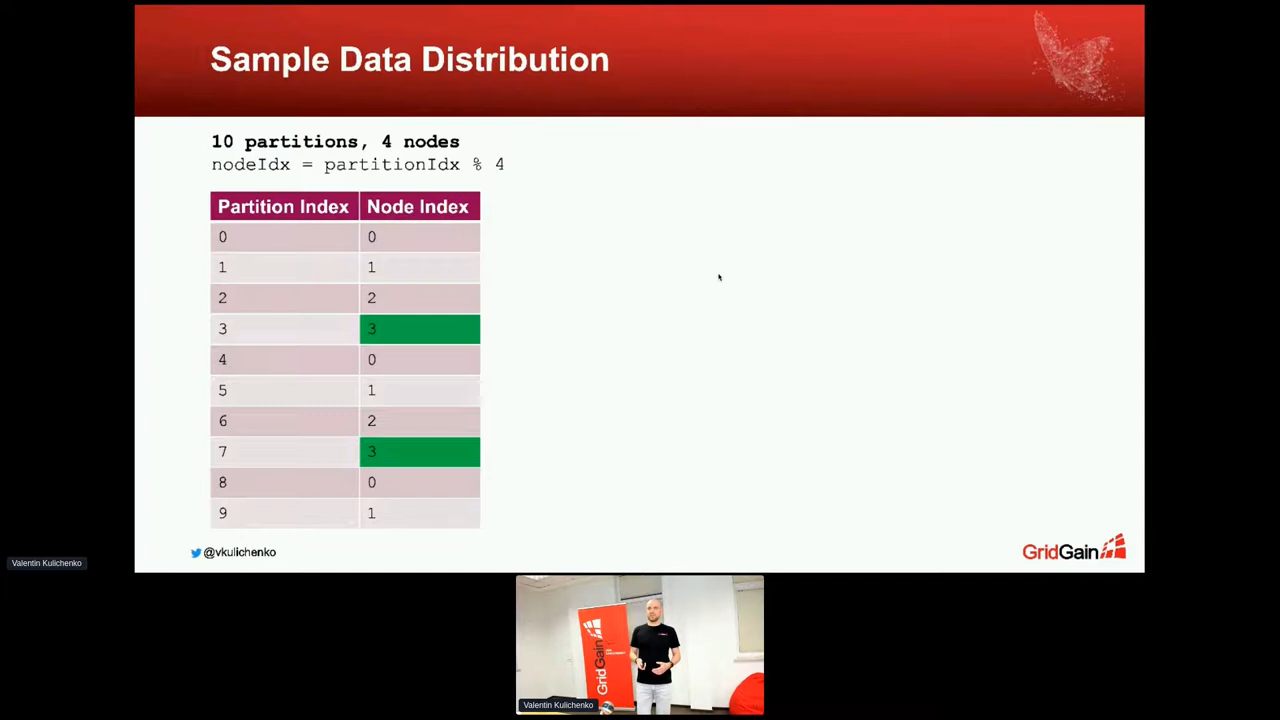 Sample Data Distribution
10 partitions, 4 nodes
nodeIdx = partitionIdx % 4
Partition Index Node Index
0 0
1 1
2 2
3 3
4 0
5 1
6 2
7 3
8 0
9 1
@vkulichenko
GridGain
Valentin Kulichenko
GridGain
Valentin Kulichenko